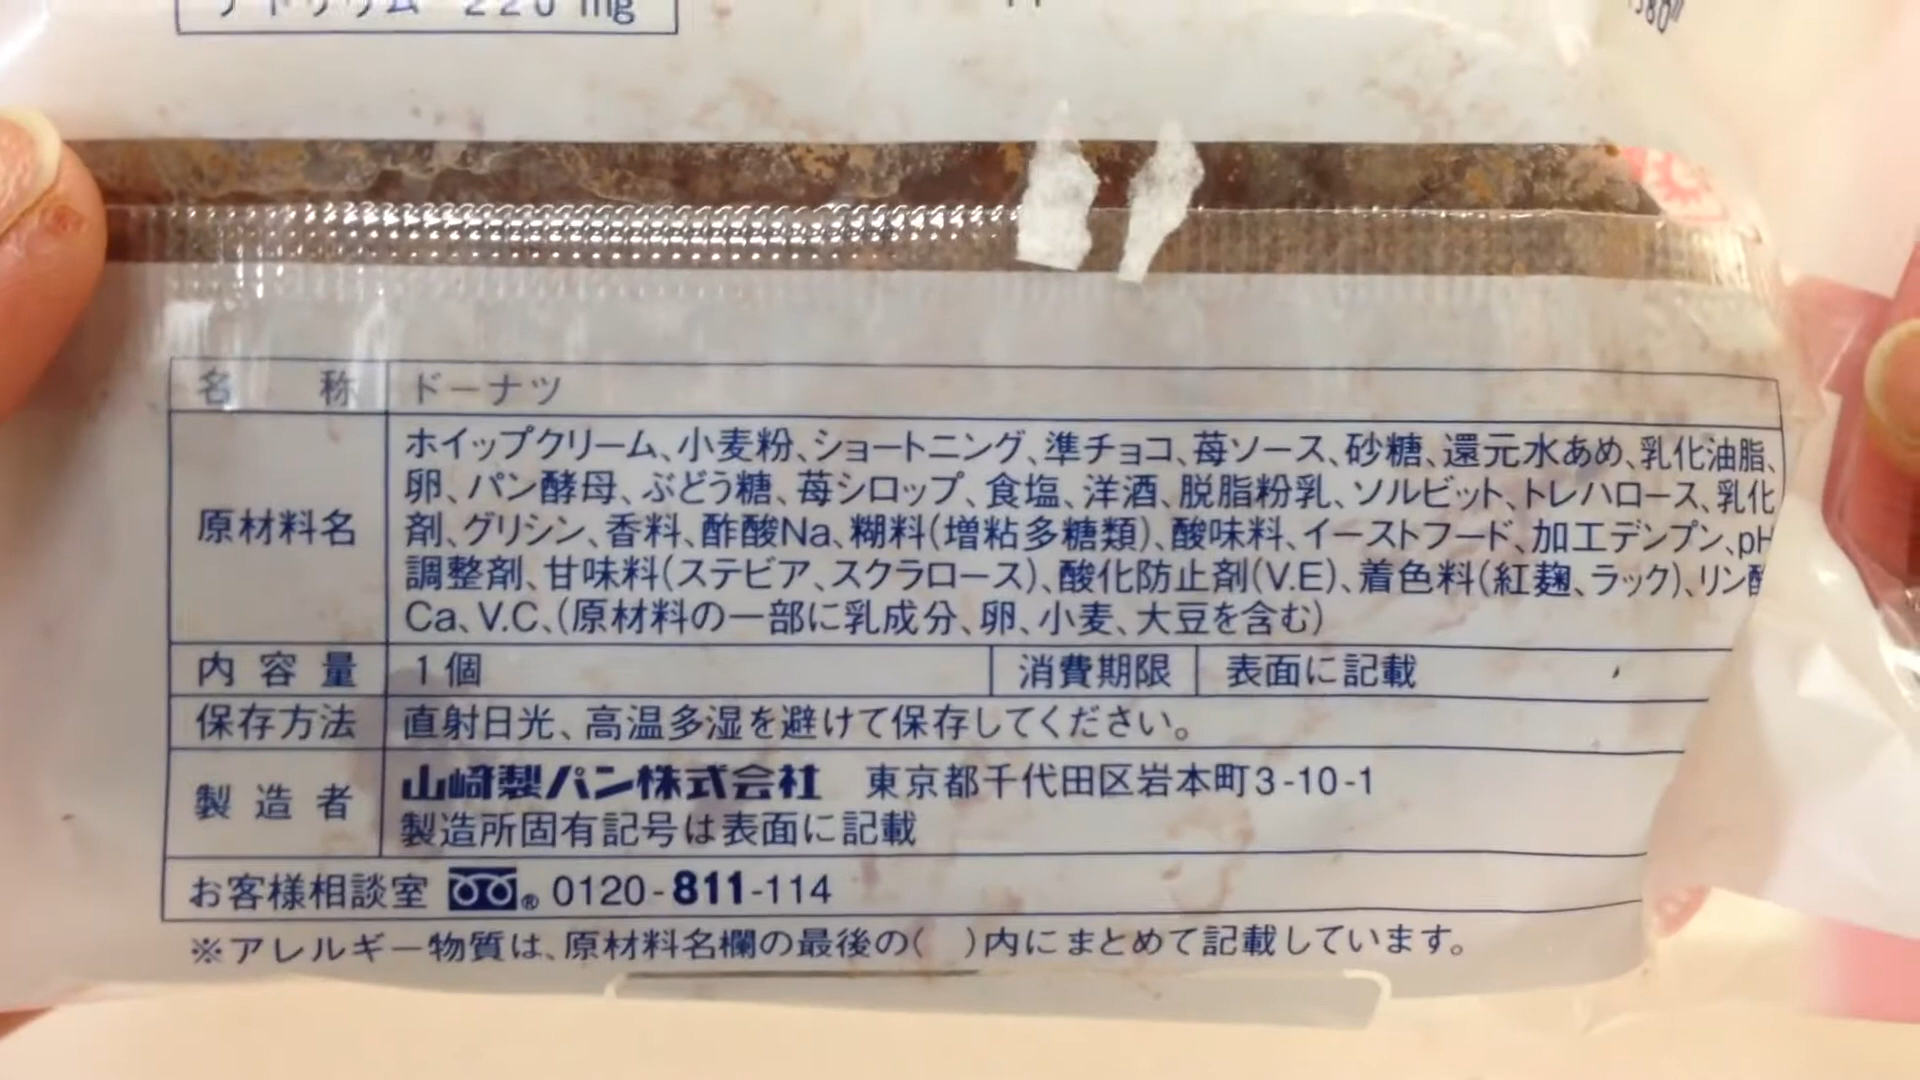 ナトリウム 220 mg
名称 ドーナツ
原材料名 ホイップクリーム、小麦粉、ショートニング、準チョコ、苺ソース、砂糖、還元水あめ、乳化油脂、
卵、パン酵母、ぶどう糖、苺シロップ、食塩、洋酒、脱脂粉乳、ソルビット、トレハロース、乳化
剤、グリシン、香料、酢酸Na、糊料(増粘多糖類)、酸味料、イーストフード、加工デンプン、pH
調整剤、甘味料(ステビア、スクラロース)、酸化防止剤(V.E)、着色料(紅麹、ラック)、リン酸
Ca、V.C、(原材料の一部に乳成分、卵、小麦、大豆を含む)
内容量 1個 消費期限 表面に記載
保存方法 直射日光、高温多湿を避けて保存してください。
製造者 山崎製パン株式会社 東京都千代田区岩本町3-10-1
製造所固有記号は表面に記載
お客様相談室 ® 0120-811-114
※アレルギー物質は、原材料名欄の最後の( )内にまとめて記載しています。